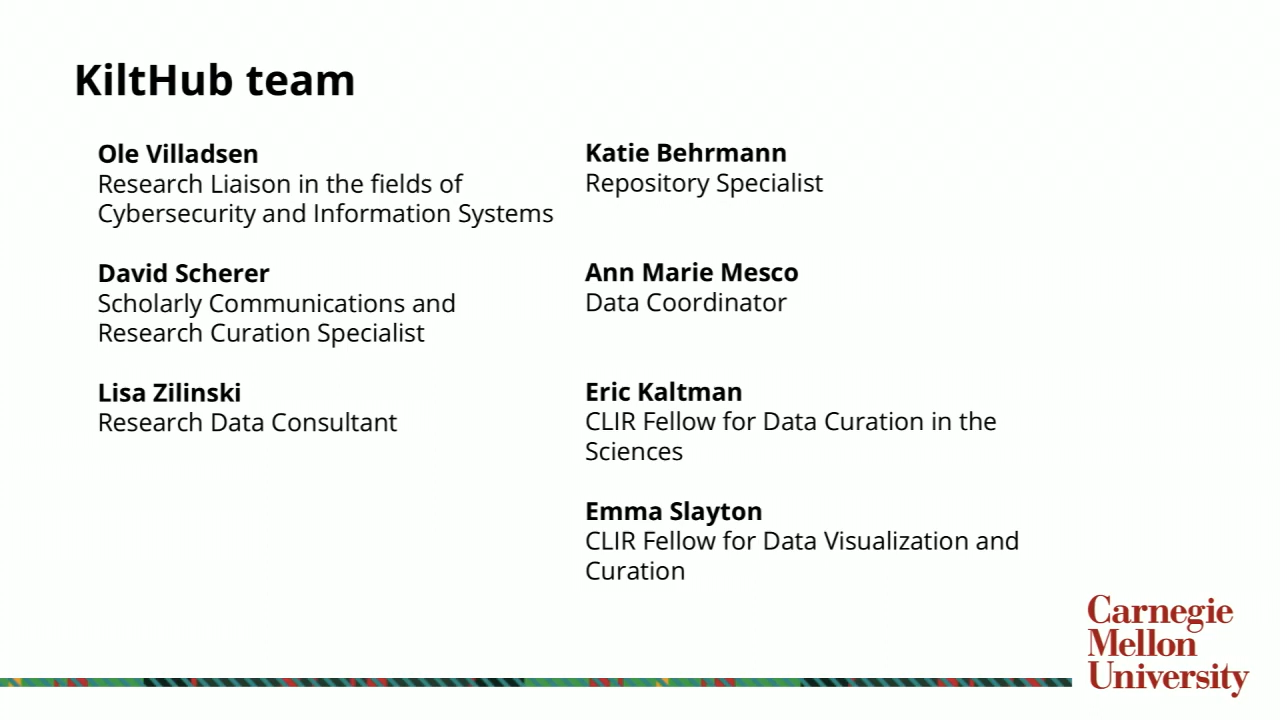 KiltHub team
Ole Villadsen
Research Liaison in the fields of
Cybersecurity and Information Systems
David Scherer
Scholarly Communications and
Research Curation Specialist
Lisa Zilinski
Research Data Consultant
Katie Behrmann
Repository Specialist
Ann Marie Mesco
Data Coordinator
Eric Kaltman
CLIR Fellow for Data Curation in the
Sciences
Emma Slayton
CLIR Fellow for Data Visualization and
Curation
Carnegie
Mellon
University